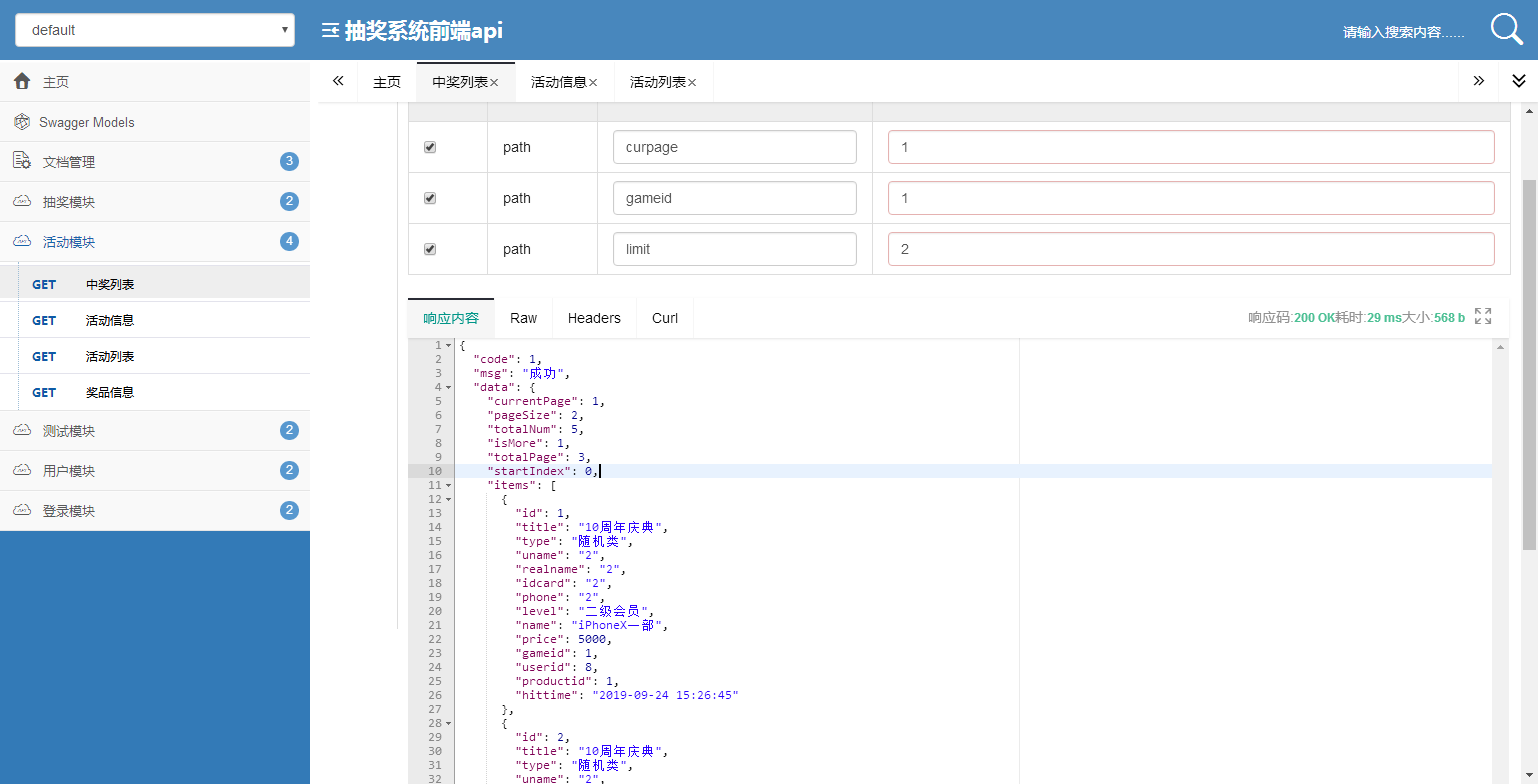 default
抽奖系统前端api
请输入搜索内容......
主页
Swagger Models
文档管理 3
抽奖模块 2
活动模块 4
GET 中奖列表
GET 活动信息
GET 活动列表
GET 奖品信息
测试模块 2
用户模块 2
登录模块 2
主页 中奖列表× 活动信息× 活动列表×
path curpage 1
path gameid 1
path limit 2
响应内容 Raw Headers Curl
响应码:200 OK耗时:29 ms大小:568 b
1 {
2 "code": 1,
3 "msg": "成功",
4 "data": {
5 "currentPage": 1,
6 "pageSize": 2,
7 "totalNum": 5,
8 "isMore": 1,
9 "totalPage": 3,
10 "startIndex": 0,
11 "items": [
12 {
13 "id": 1,
14 "title": "10周年庆典",
15 "type": "随机类",
16 "uname": "2",
17 "realname": "2",
18 "idcard": "2",
19 "phone": "2",
20 "level": "二级会员",
21 "name": "iPhoneX一部",
22 "price": 5000,
23 "gameid": 1,
24 "userid": 8,
25 "productid": 1,
26 "hittime": "2019-09-24 15:26:45"
27 },
28 {
29 "id": 2,
30 "title": "10周年庆典",
31 "type": "随机类",
32 "uname": "2",